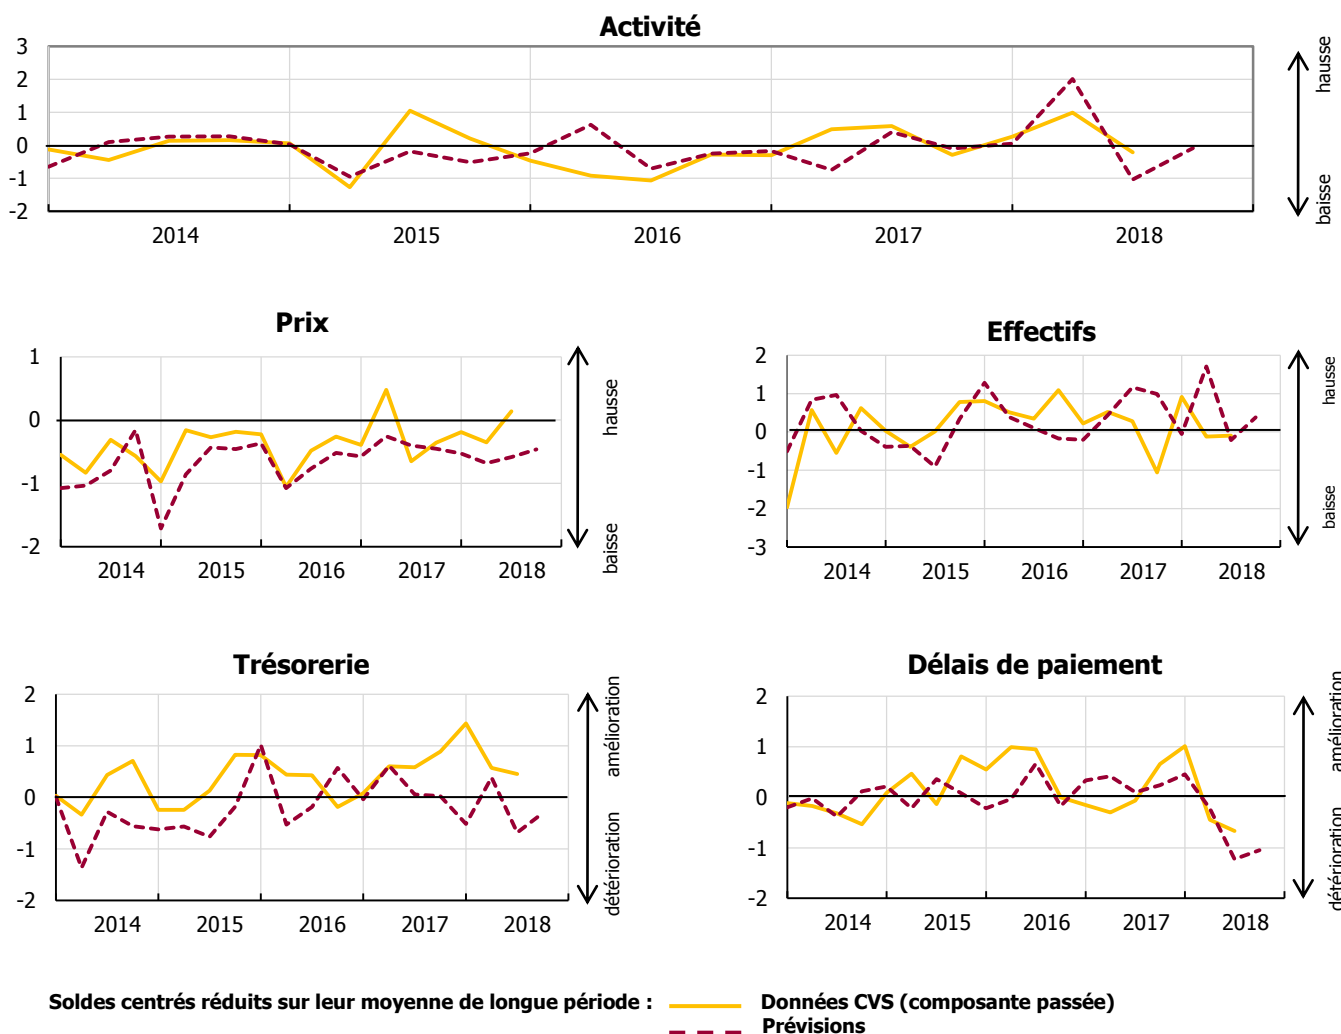 Activité
3
2
1
0
-1
-2
2014 2015 2016 2017 2018
hausse
baisse
Prix
1
0
-1
-2
2014 2015 2016 2017 2018
hausse
baisse
Effectifs
2
1
0
-1
-2
-3
2014 2015 2016 2017 2018
hausse
baisse
Trésorerie
2
1
0
-1
-2
2014 2015 2016 2017 2018
amélioration
détérioration
Délais de paiement
2
1
0
-1
-2
2014 2015 2016 2017 2018
amélioration
détérioration
Soldes centrés réduits sur leur moyenne de longue période : Données CVS (composante passée)
Prévisions